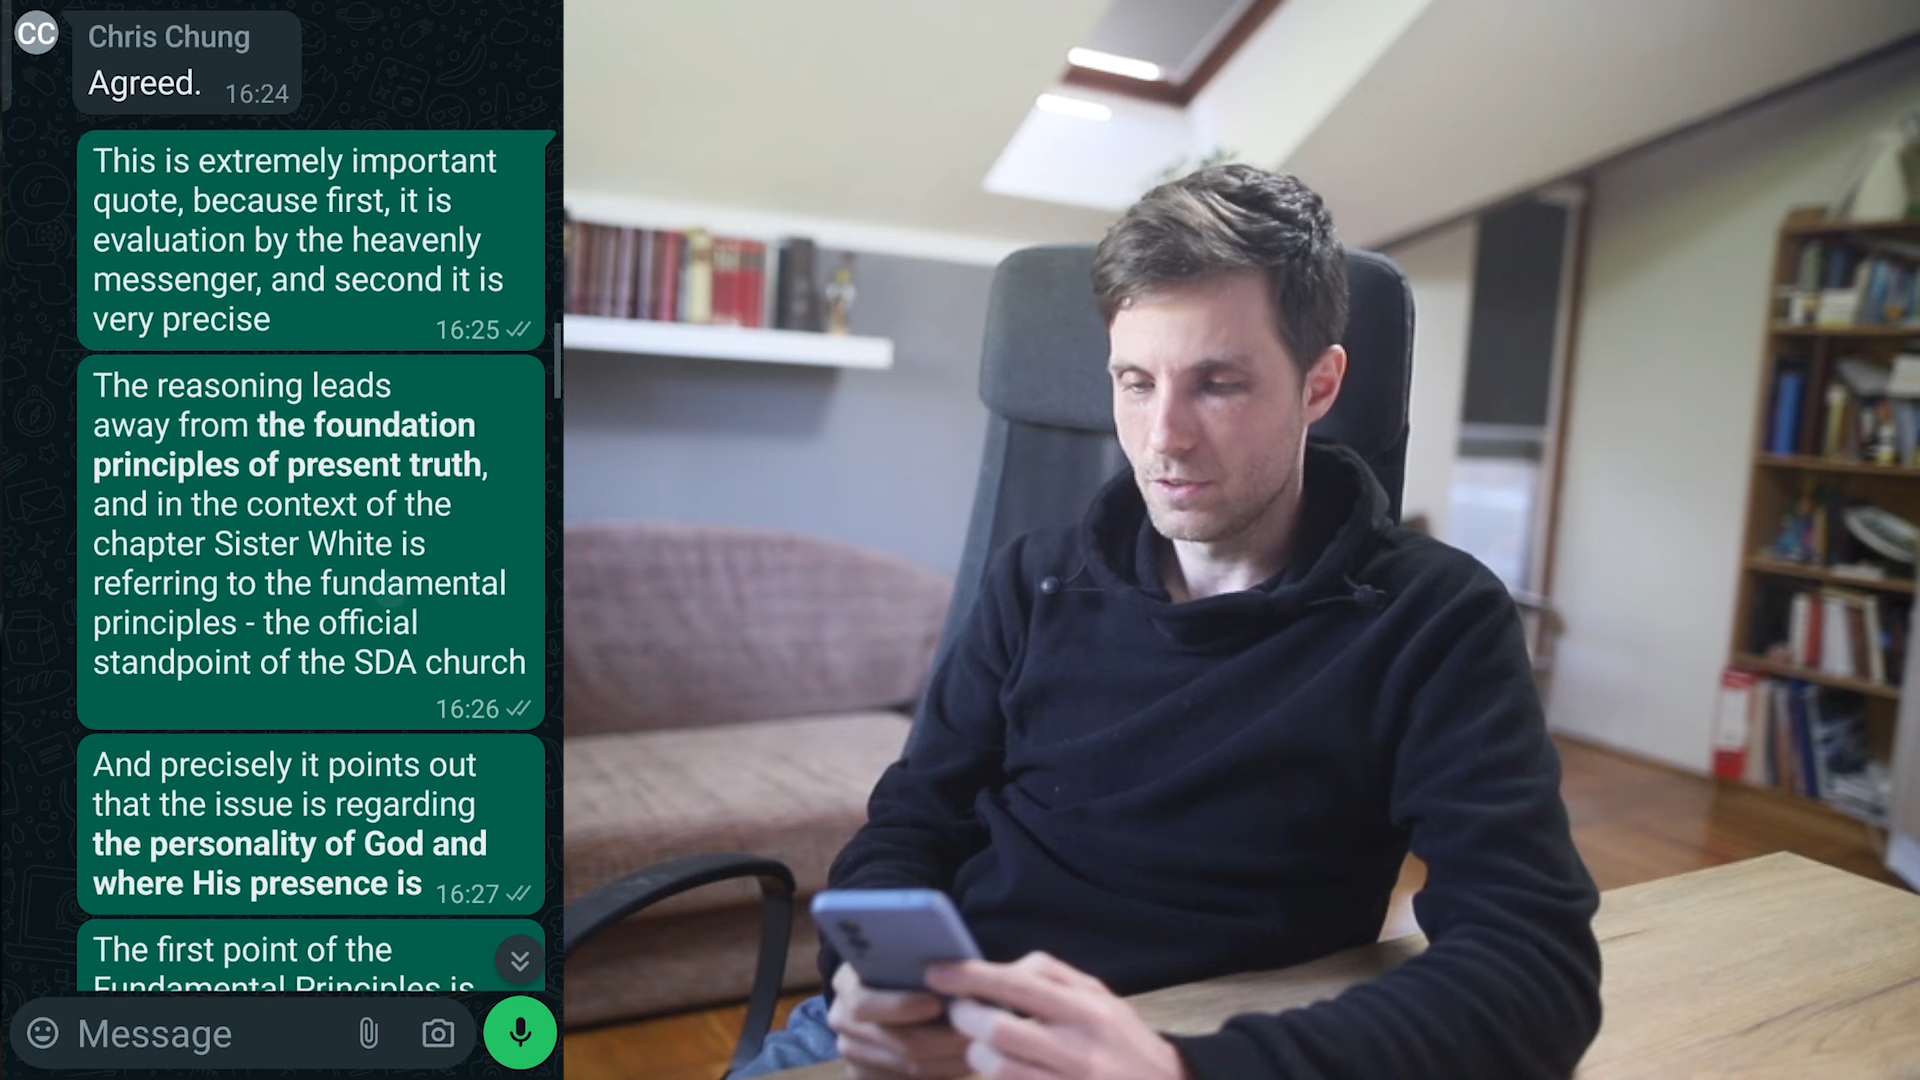 CC
Chris Chung
Agreed. 16:24
This is extremely important
quote, because first, it is
evaluation by the heavenly
messenger, and second it is
very precise 16:25
The reasoning leads
away from the foundation
principles of present truth,
and in the context of the
chapter Sister White is
referring to the fundamental
principles - the official
standpoint of the SDA church
16:26
And precisely it points out
that the issue is regarding
the personality of God and
where His presence is 16:27
The first point of the
Fundamental Principles is
Message